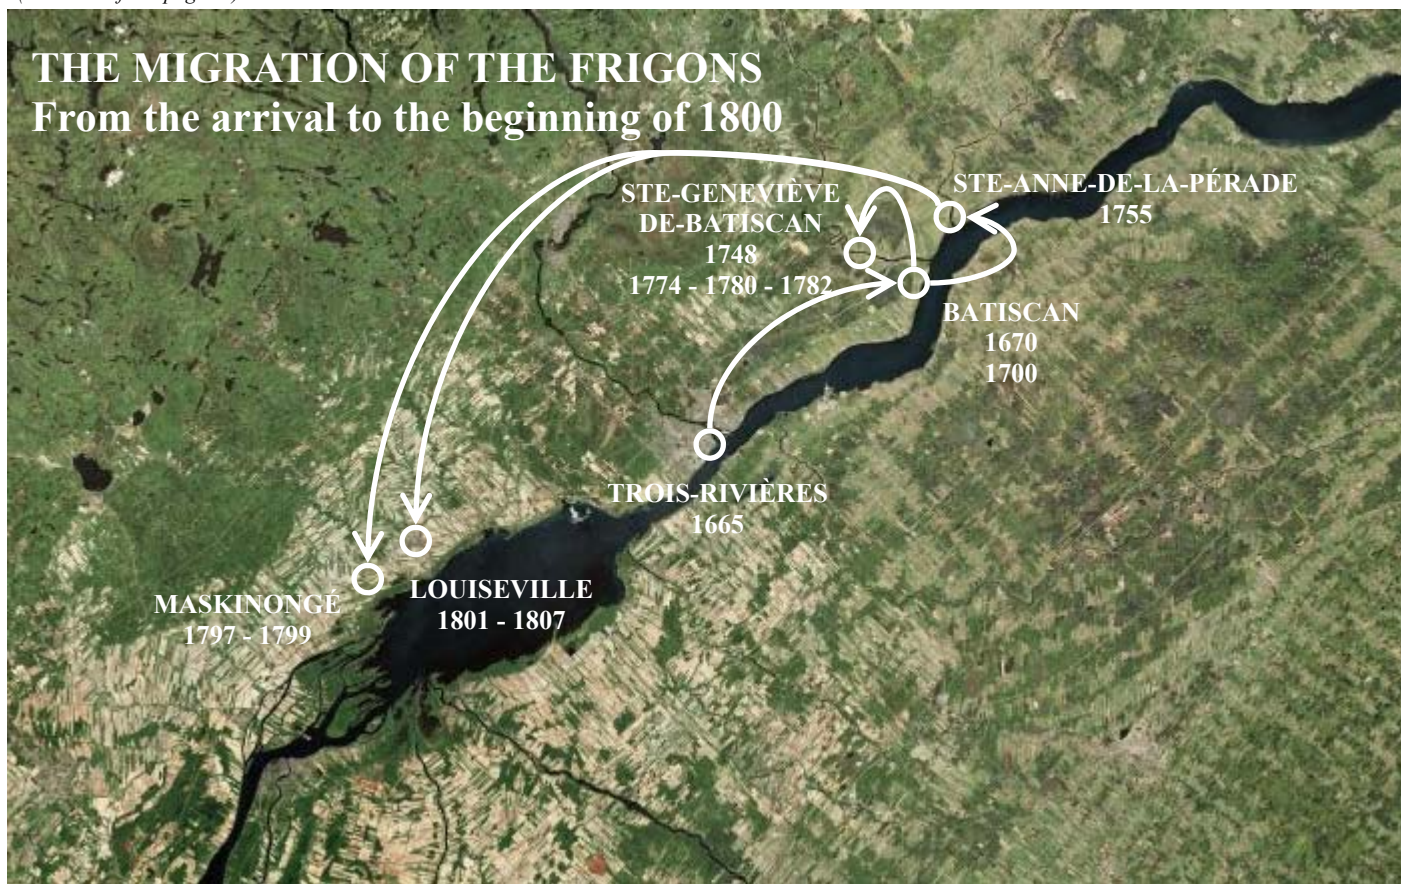 THE MIGRATION OF THE FRIGONS
From the arrival to the beginning of 1800
STE-GENEVIÈVE
DE-BATISCAN
1748
1774 - 1780 - 1782
STE-ANNE-DE-LA-PÉRADE
1755
BATISCAN
1670
1700
TROIS-RIVIÈRES
1665
LOUISEVILLE
1801 - 1807
MASKINONGÉ
1797 - 1799